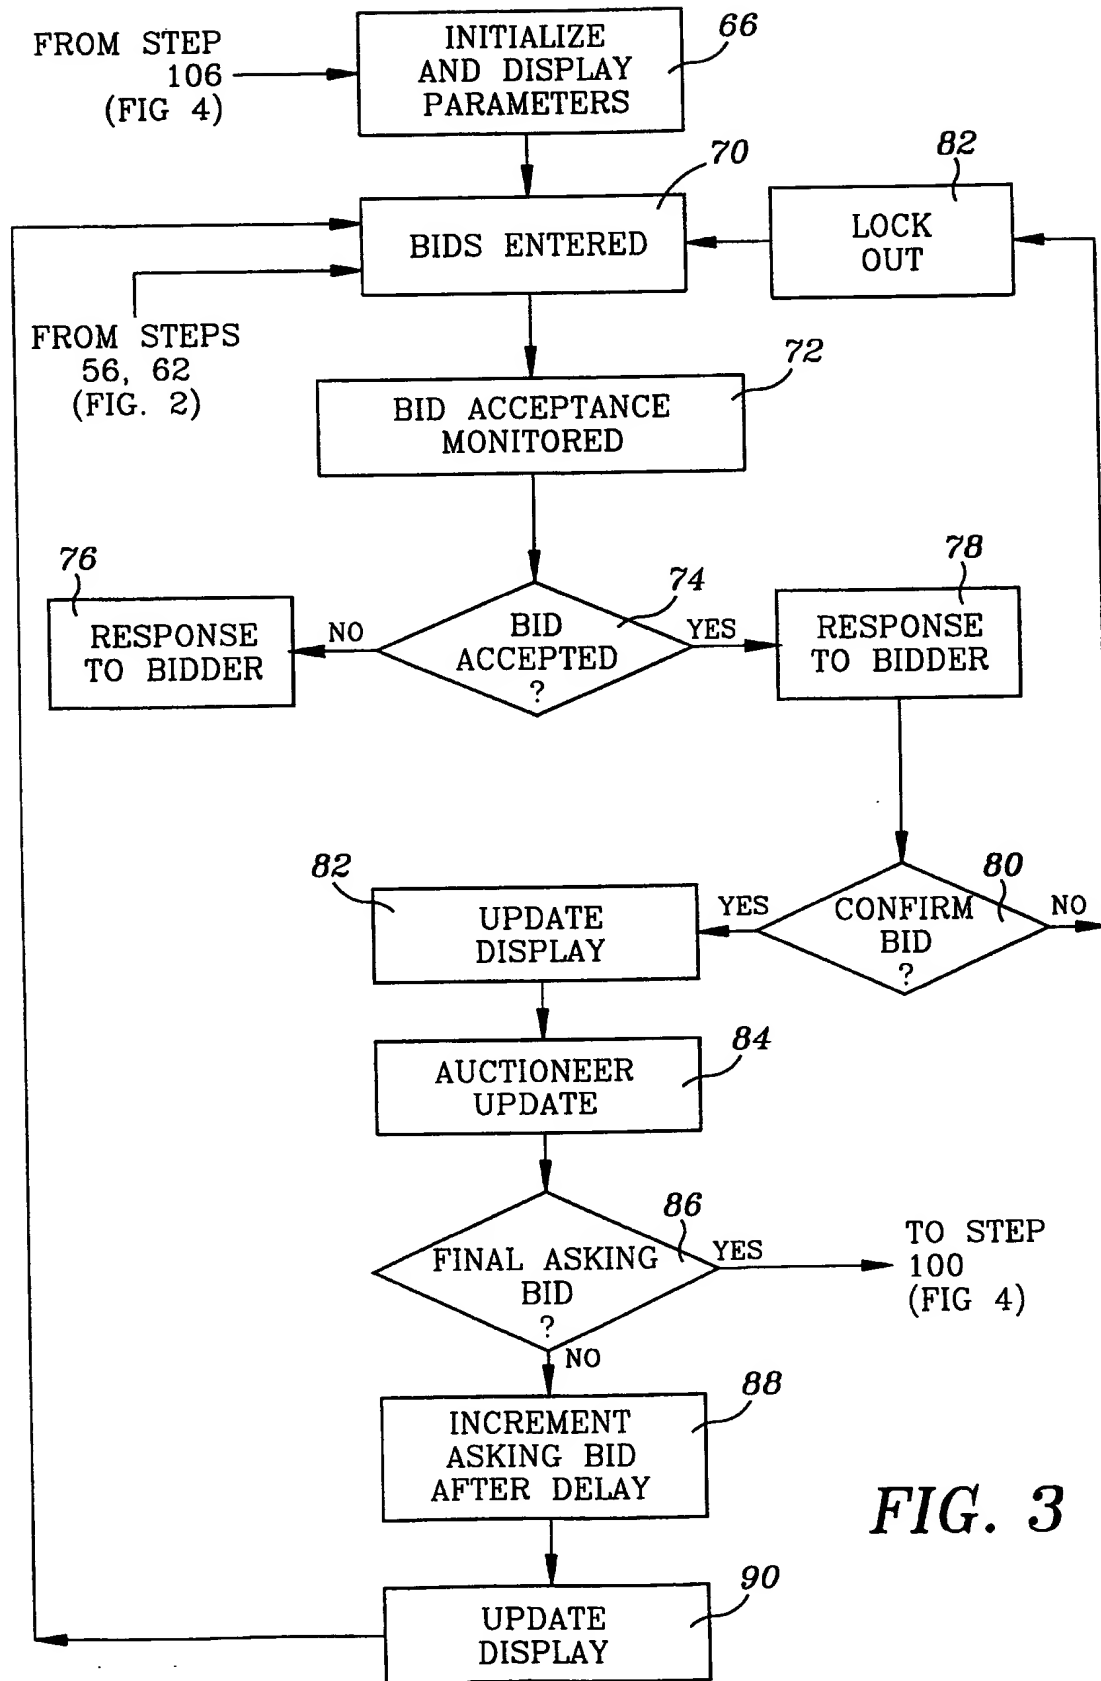 66
INITIALIZE
AND DISPLAY
PARAMETERS
FROM STEP
106
(FIG 4)
70
BIDS ENTERED
82
LOCK
OUT
FROM STEPS
56, 62
(FIG. 2)
72
BID ACCEPTANCE
MONITORED
76
RESPONSE
TO BIDDER
NO
74
BID
ACCEPTED
?
YES
78
RESPONSE
TO BIDDER
82
UPDATE
DISPLAY
YES
80
CONFIRM
BID
?
NO
84
AUCTIONEER
UPDATE
86
FINAL ASKING
BID
?
YES
TO STEP
100
(FIG 4)
NO
88
INCREMENT
ASKING BID
AFTER DELAY
FIG. 3
90
UPDATE
DISPLAY